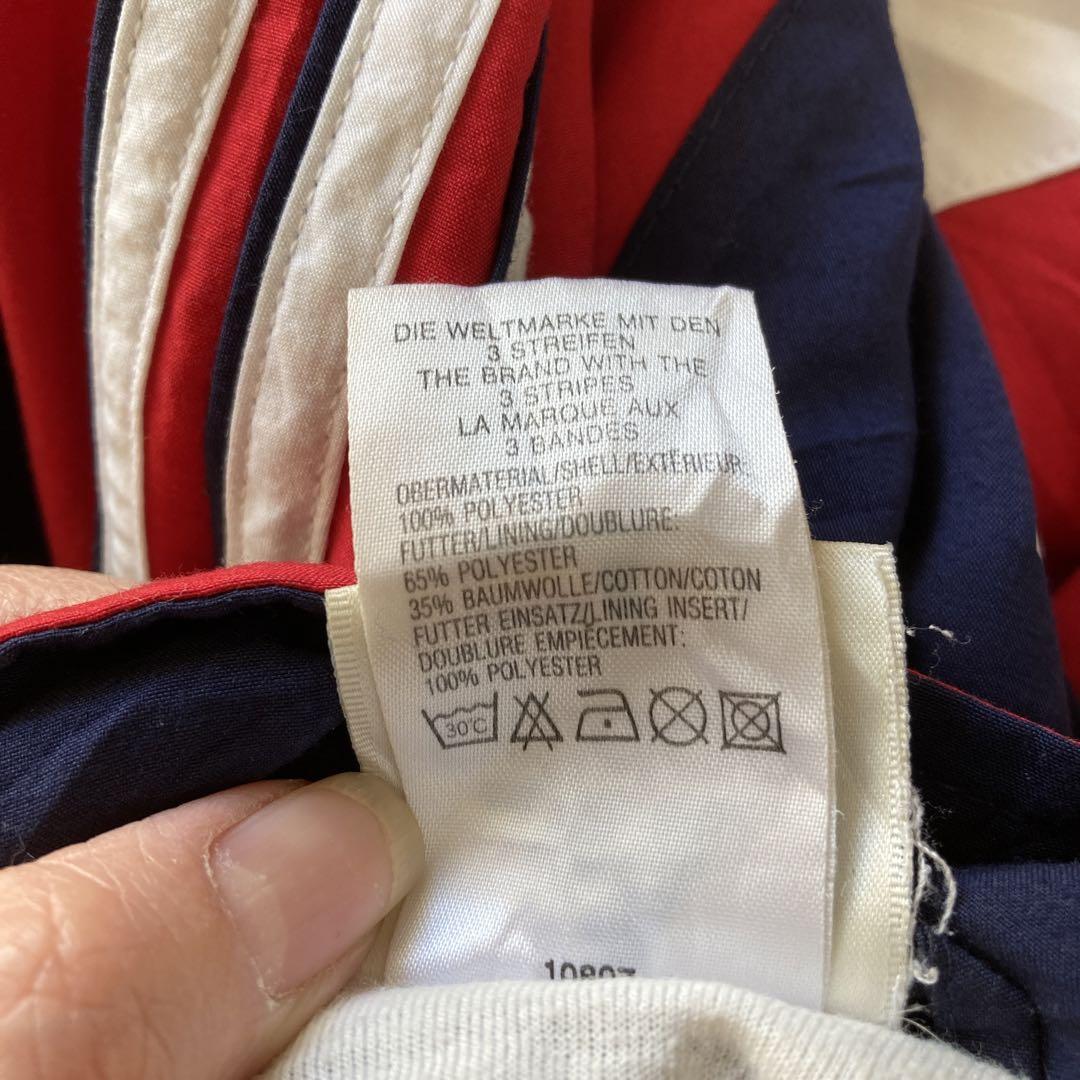 DIE WELTMARKE MIT DEN
3 STREIFEN
THE BRAND WITH THE
3 STRIPES
LA MARQUE AUX
3 BANDES
OBERMATERIAL/SHELL/EXTÉRIEUR:
100% POLYESTER
FUTTER/LINING/DOUBLURE:
65% POLYESTER
35% BAUMWOLLE/COTTON/COTON
FUTTER EINSATZ/LINING INSERT/
DOUBLURE EMPIÈCEMENT:
100% POLYESTER
30°C